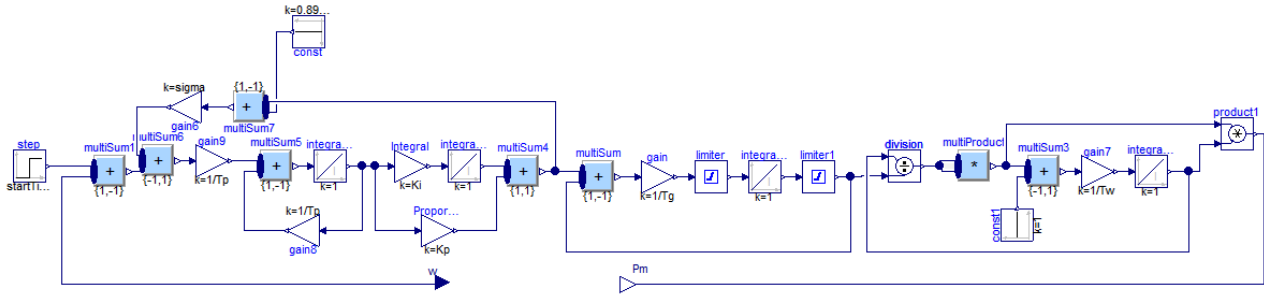 k=0.89...
const
{1,-1}
+
multiSum7
k=sigma
gain6
step
startTi...
multiSum1
+
{1,-1}
multiSum6
+
{-1,1}
gain9
k=1/Tp
multiSum5
+
{1,-1}
integra...
k=1
k=1/Tp
gain8
Integral
k=Ki
integra...
k=1
Propor...
k=Kp
multiSum4
+
{1,1}
multiSum
+
{1,-1}
gain
k=1/Tg
limiter
integra...
k=1
limiter1
division
multiProduct
*
multiSum3
+
{-1,1}
const1
k=1
gain7
k=1/Tw
integra...
k=1
product1
*
w
Pm